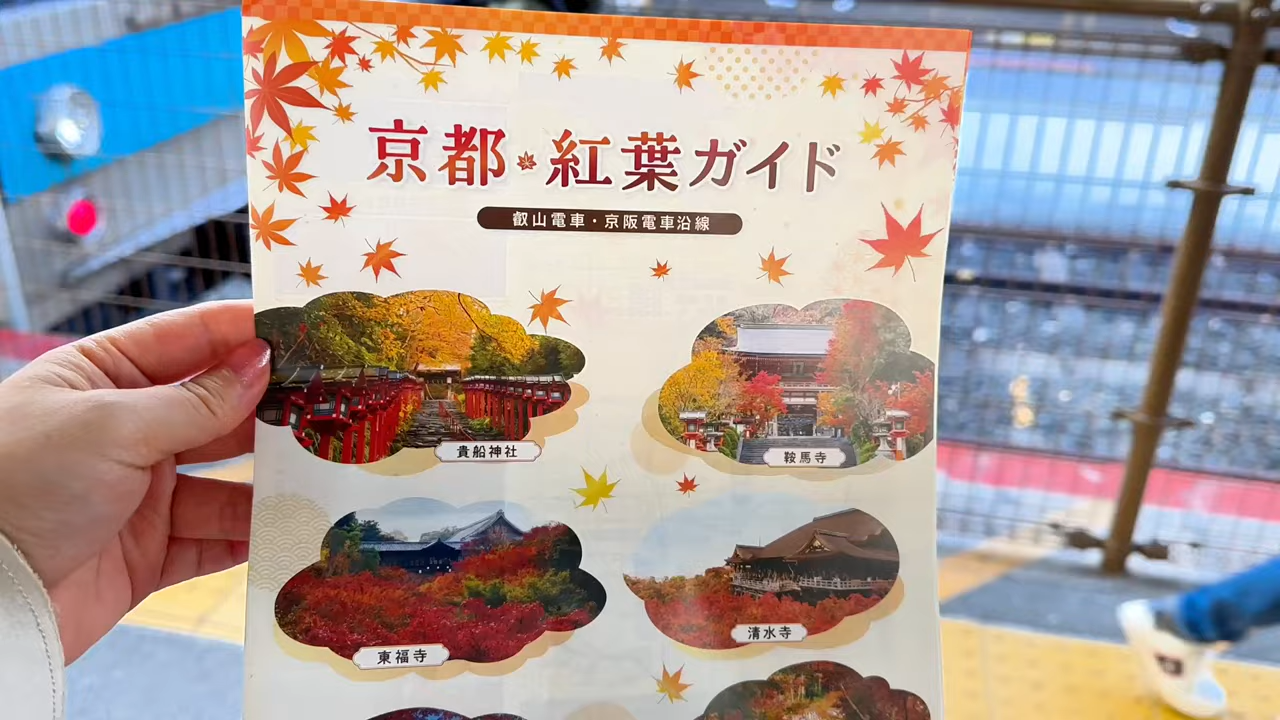 京都・紅葉ガイド
叡山電車・京阪電車沿線
貴船神社
鞍馬寺
東福寺
清水寺